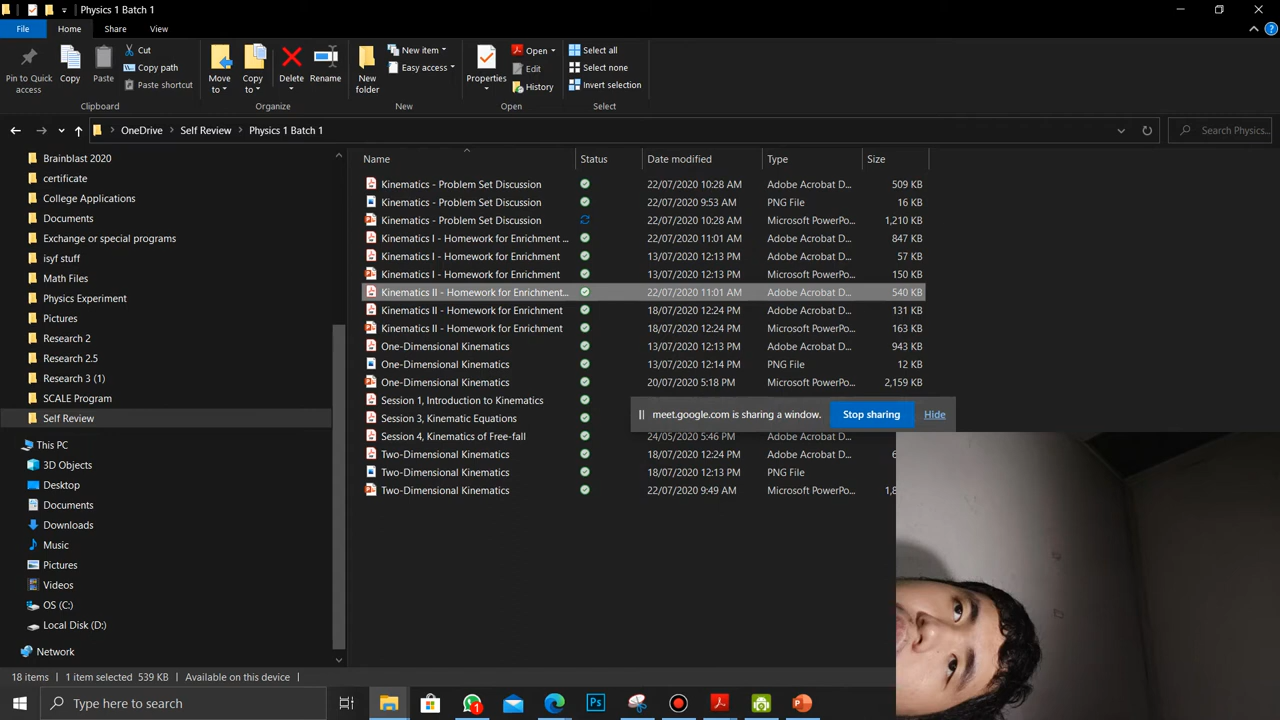 Physics 1 Batch 1
File Home Share View
Pin to Quick access
Copy
Paste
Cut
Copy path
Paste shortcut
Move to
Copy to
Delete
Rename
New folder
New item
Easy access
Properties
Open
Edit
History
Select all
Select none
Invert selection
Clipboard Organize New Open Select
OneDrive Self Review Physics 1 Batch 1 Search Physics...
Brainblast 2020
certificate
College Applications
Documents
Exchange or special programs
isyf stuff
Math Files
Physics Experiment
Pictures
Research 2
Research 2.5
Research 3 (1)
SCALE Program
Self Review
This PC
3D Objects
Desktop
Documents
Downloads
Music
Pictures
Videos
OS (C:)
Local Disk (D:)
Network
Name Status Date modified Type Size
Kinematics - Problem Set Discussion 22/07/2020 10:28 AM Adobe Acrobat D... 509 KB
Kinematics - Problem Set Discussion 22/07/2020 9:53 AM PNG File 16 KB
Kinematics - Problem Set Discussion 22/07/2020 10:28 AM Microsoft PowerPo... 1,210 KB
Kinematics I - Homework for Enrichment ... 22/07/2020 11:01 AM Adobe Acrobat D... 847 KB
Kinematics I - Homework for Enrichment 13/07/2020 12:13 PM Adobe Acrobat D... 57 KB
Kinematics I - Homework for Enrichment 13/07/2020 12:13 PM Microsoft PowerPo... 150 KB
Kinematics II - Homework for Enrichment... 22/07/2020 11:01 AM Adobe Acrobat D... 540 KB
Kinematics II - Homework for Enrichment 18/07/2020 12:24 PM Adobe Acrobat D... 131 KB
Kinematics II - Homework for Enrichment 18/07/2020 12:24 PM Microsoft PowerPo... 163 KB
One-Dimensional Kinematics 13/07/2020 12:13 PM Adobe Acrobat D... 943 KB
One-Dimensional Kinematics 13/07/2020 12:14 PM PNG File 12 KB
One-Dimensional Kinematics 20/07/2020 5:18 PM Microsoft PowerPo... 2,159 KB
Session 1, Introduction to Kinematics
Session 3, Kinematic Equations
Session 4, Kinematics of Free-fall 24/05/2020 5:46 PM Adobe Acrobat D...
Two-Dimensional Kinematics 18/07/2020 12:24 PM Adobe Acrobat D...
Two-Dimensional Kinematics 18/07/2020 12:13 PM PNG File
Two-Dimensional Kinematics 22/07/2020 9:49 AM Microsoft PowerPo...
meet.google.com is sharing a window. Stop sharing Hide
18 items 1 item selected 539 KB Available on this device
Type here to search